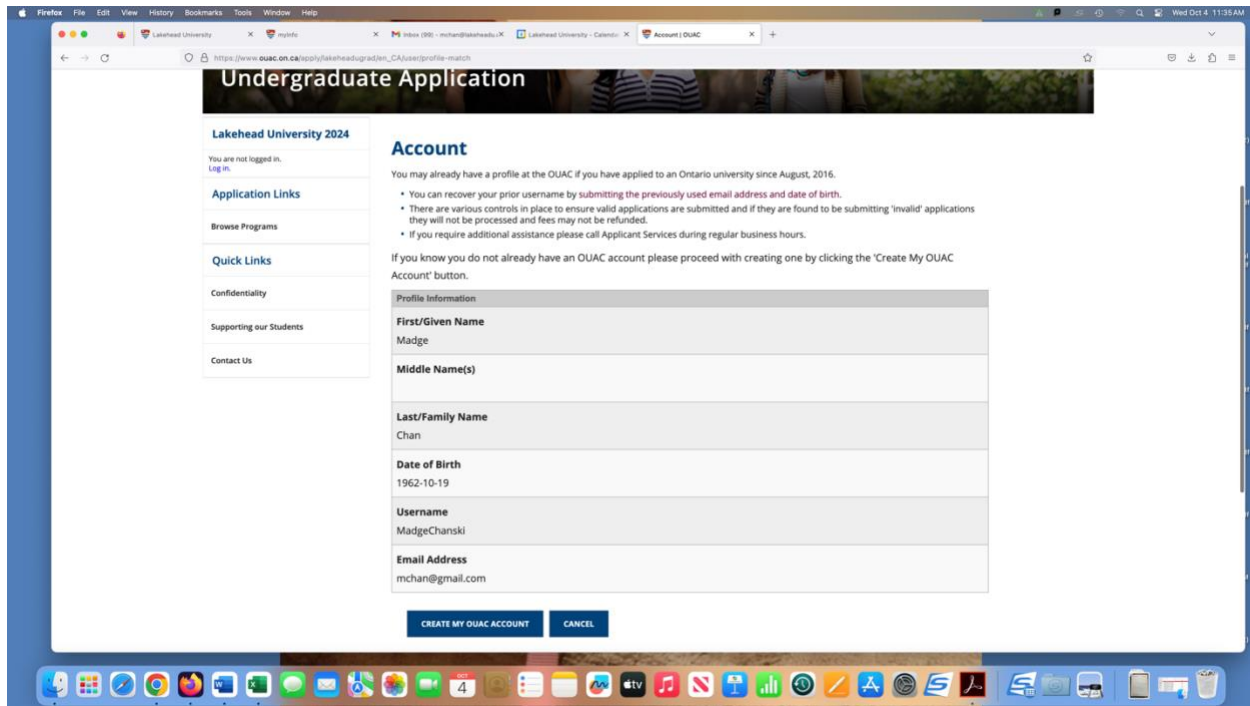 Firefox File Edit View History Bookmarks Tools Window Help
Wed Oct 4 11:35 AM
Lakehead University
myInfo
Inbox (99) - mchan@lakeheadu.
Lakehead University - Calenda
Account | OUAC
https://www.ouac.on.ca/apply/lakeheadugrad/en_CA/user/profile-match
Undergraduate Application
Lakehead University 2024
You are not logged in.
Log in.
Application Links
Browse Programs
Quick Links
Confidentiality
Supporting our Students
Contact Us
Account
You may already have a profile at the OUAC if you have applied to an Ontario university since August, 2016.
• You can recover your prior username by submitting the previously used email address and date of birth.
• There are various controls in place to ensure valid applications are submitted and if they are found to be submitting 'invalid' applications
they will not be processed and fees may not be refunded.
• If you require additional assistance please call Applicant Services during regular business hours.
If you know you do not already have an OUAC account please proceed with creating one by clicking the 'Create My OUAC
Account' button.
Profile Information
First/Given Name
Madge
Middle Name(s)
Last/Family Name
Chan
Date of Birth
1962-10-19
Username
MadgeChanski
Email Address
mchan@gmail.com
CREATE MY OUAC ACCOUNT
CANCEL
OCT
4
tv